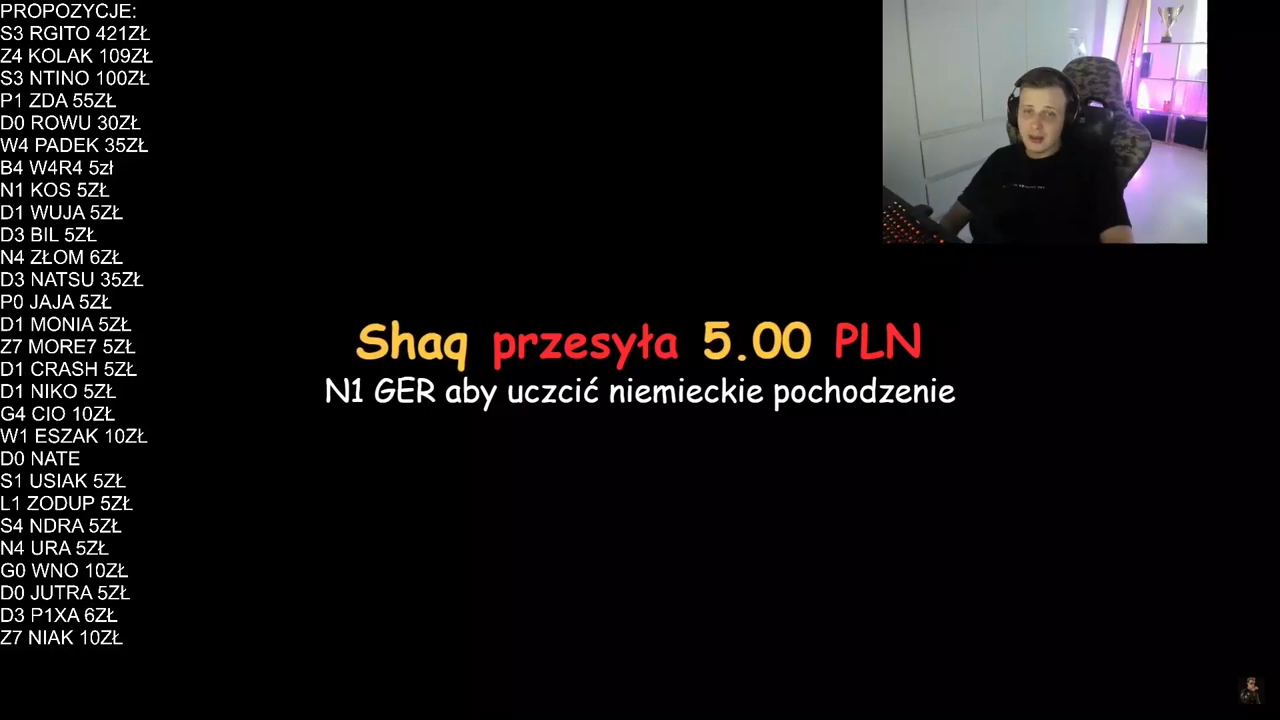 PROPOZYCJE:
S3 RGITO 421ZŁ
Z4 KOLAK 109ZŁ
S3 NTINO 100ZŁ
P1 ZDA 55ZŁ
D0 ROWU 30ZŁ
W4 PADEK 35ZŁ
B4 W4R4 5zł
N1 KOS 5ZŁ
D1 WUJA 5ZŁ
D3 BIL 5ZŁ
N4 ZŁOM 6ZŁ
D3 NATSU 35ZŁ
P0 JAJA 5ZŁ
D1 MONIA 5ZŁ
Z7 MORE7 5ZŁ
D1 CRASH 5ZŁ
D1 NIKO 5ZŁ
G4 CIO 10ZŁ
W1 ESZAK 10ZŁ
D0 NATE
S1 USIAK 5ZŁ
L1 ZODUP 5ZŁ
S4 NDRA 5ZŁ
N4 URA 5ZŁ
G0 WNO 10ZŁ
D0 JUTRA 5ZŁ
D3 P1XA 6ZŁ
Z7 NIAK 10ZŁ
Shaq przesyła 5.00 PLN
N1 GER aby uczcić niemieckie pochodzenie